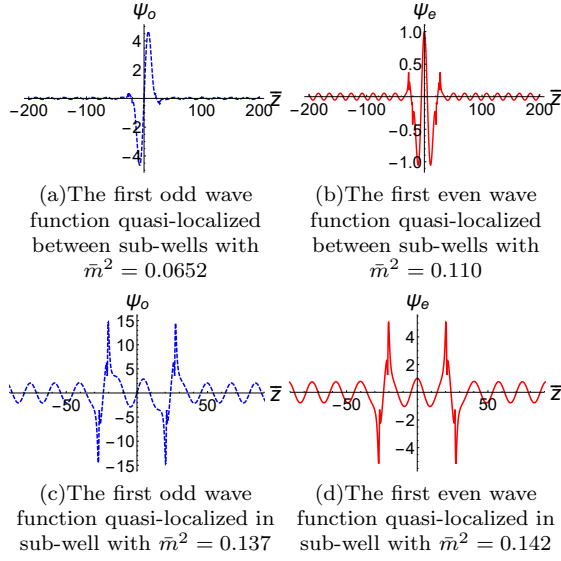 ψo
4
2
-200
-100
100
200
z̄
-2
-4
(a)The first odd wave
function quasi-localized
between sub-wells with
m̄² = 0.0652
ψe
1.0
0.5
-200
-100
100
200
z̄
-0.5
-1.0
(b)The first even wave
function quasi-localized
between sub-wells with
m̄² = 0.110
ψo
15
10
5
-50
50
z̄
-5
-10
-15
(c)The first odd wave
function quasi-localized in
sub-well with m̄² = 0.137
ψe
4
2
-50
50
z̄
-2
-4
(d)The first even wave
function quasi-localized in
sub-well with m̄² = 0.142